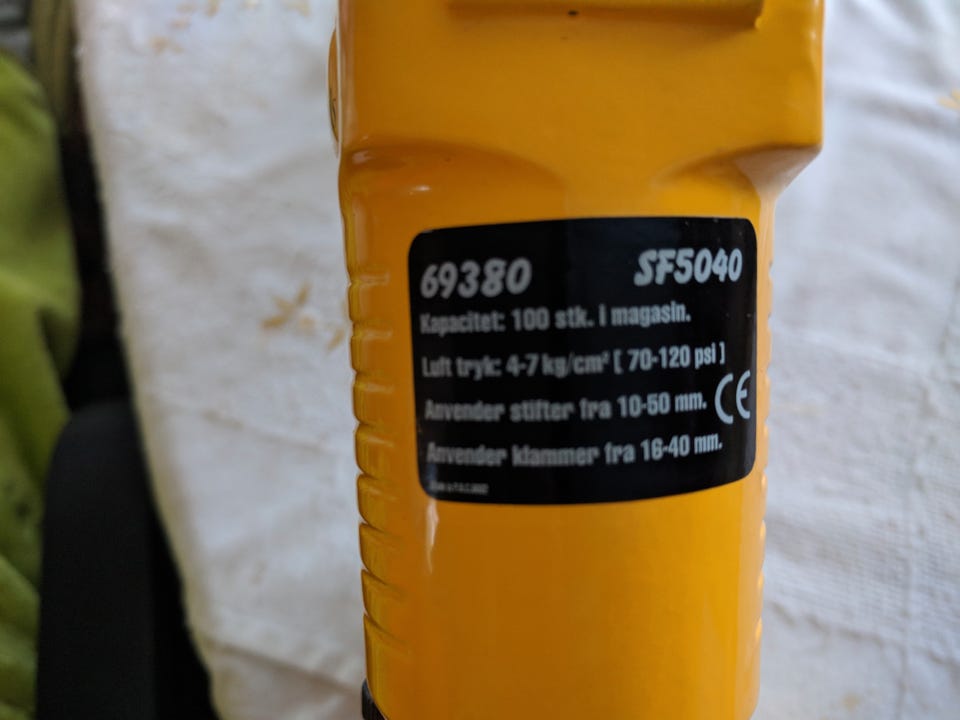 69380 SF5040
Kapacitet: 100 stk. i magasin.
Luft tryk: 4-7 kg/cm² [ 70-120 psi ]
Anvender stifter fra 10-50 mm. CE
Anvender klammer fra 16-40 mm.